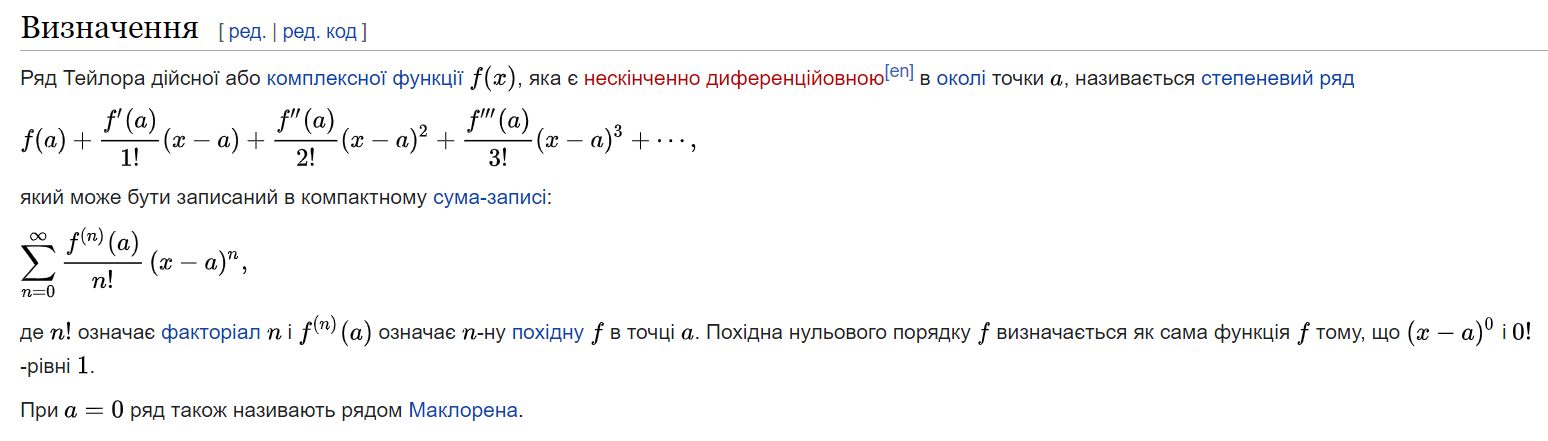 Визначення [ ред. | ред. код ]
Ряд Тейлора дійсної або комплексної функції f(x), яка є нескінченно диференційовною[en] в околі точки a, називається степеневий ряд
f(a) + f′(a)/1! (x − a) + f″(a)/2! (x − a)² + f‴(a)/3! (x − a)³ + ⋯,
який може бути записаний в компактному сума-записі:
∑_{n=0}^{∞} f⁽ⁿ⁾(a)/n! (x − a)ⁿ,
де n! означає факторіал n і f⁽ⁿ⁾(a) означає n-ну похідну f в точці a. Похідна нульового порядку f визначається як сама функція f тому, що (x − a)⁰ і 0!
-рівні 1.
При a = 0 ряд також називають рядом Маклорена.